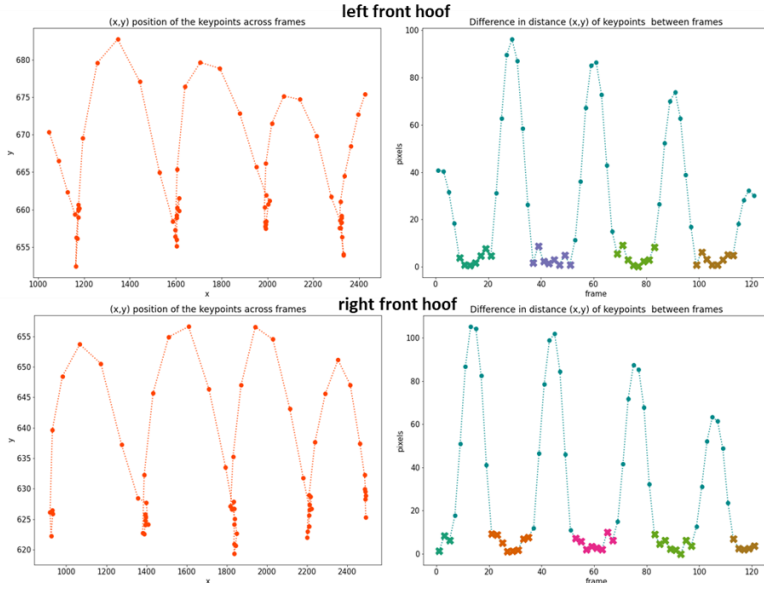 left front hoof
(x,y) position of the keypoints across frames
Difference in distance (x,y) of keypoints between frames
680
675
670
665
660
655
y
1000 1200 1400 1600 1800 2000 2200 2400
x
100
80
60
40
20
0
pixels
0 20 40 60 80 100 120
frame
right front hoof
(x,y) position of the keypoints across frames
Difference in distance (x,y) of keypoints between frames
655
650
645
640
635
630
625
620
y
1000 1200 1400 1600 1800 2000 2200 2400
x
100
80
60
40
20
0
pixels
0 20 40 60 80 100 120
frame